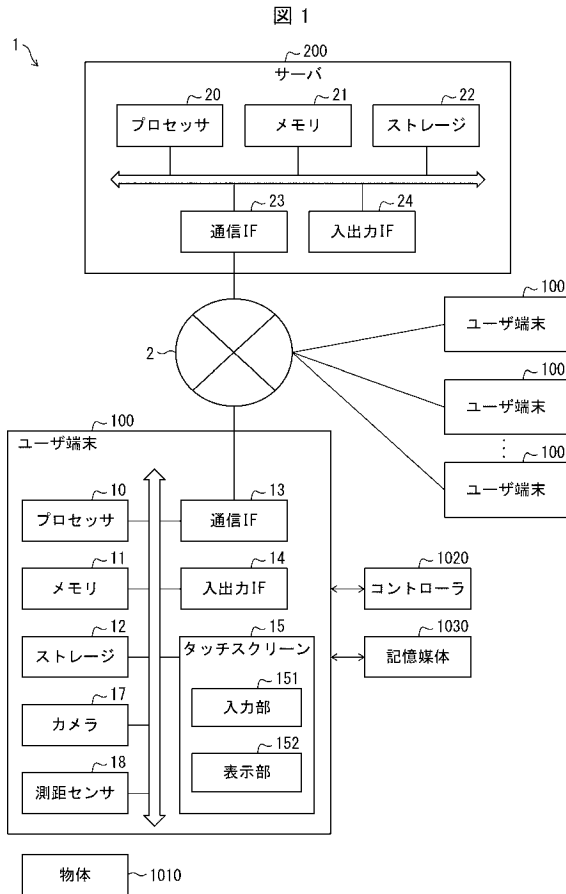 図1
1
200
サーバ
20
21
22
プロセッサ
メモリ
ストレージ
23
24
通信IF
入出力IF
2
100
ユーザ端末
100
ユーザ端末
100
ユーザ端末
100
ユーザ端末
10
13
プロセッサ
通信IF
11
14
メモリ
入出力IF
1020
コントローラ
12
15
ストレージ
タッチスクリーン
1030
記憶媒体
151
入力部
17
カメラ
152
表示部
18
測距センサ
物体
1010